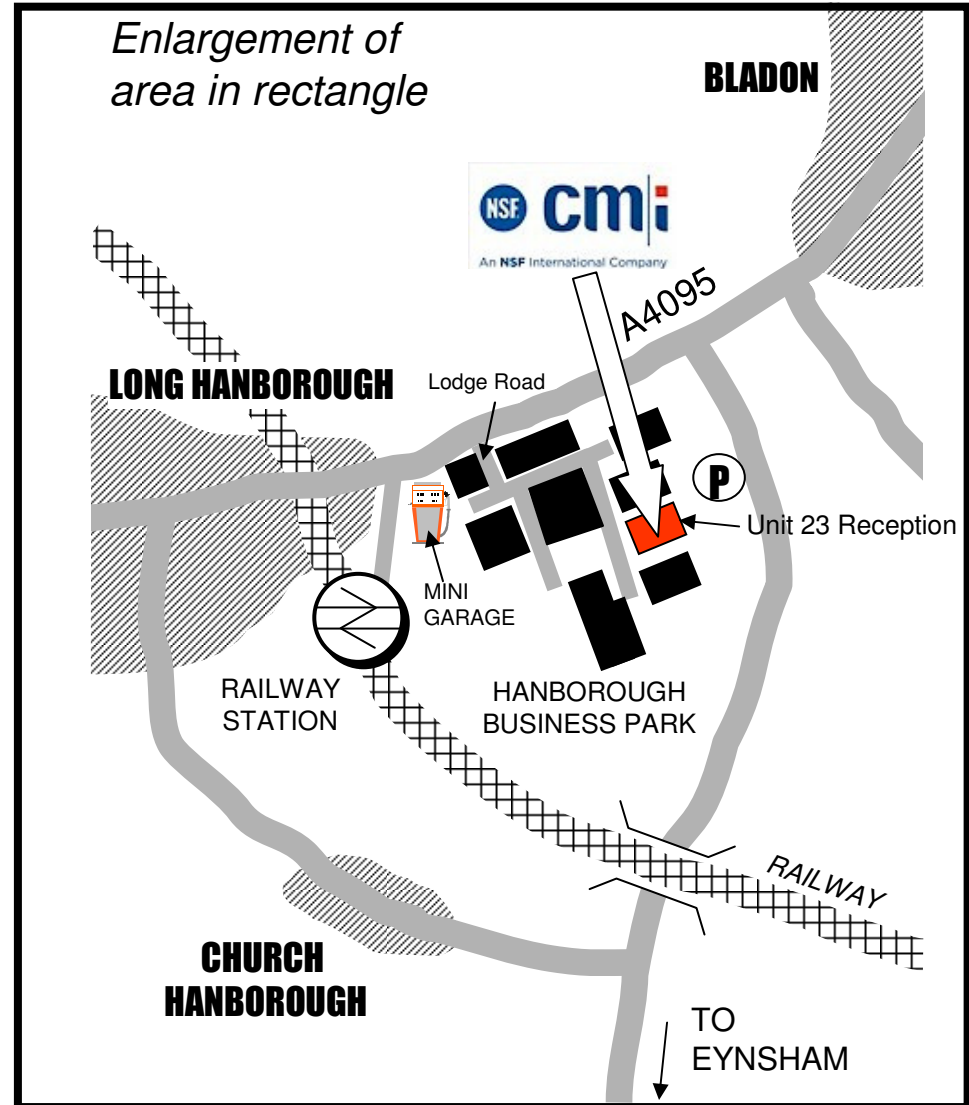 Enlargement of
area in rectangle
BLADON
NSF. cmi
An NSF International Company
A4095
LONG HANBOROUGH
Lodge Road
P
Unit 23 Reception
MINI
GARAGE
RAILWAY
STATION
HANBOROUGH
BUSINESS PARK
RAILWAY
CHURCH
HANBOROUGH
TO
EYNSHAM